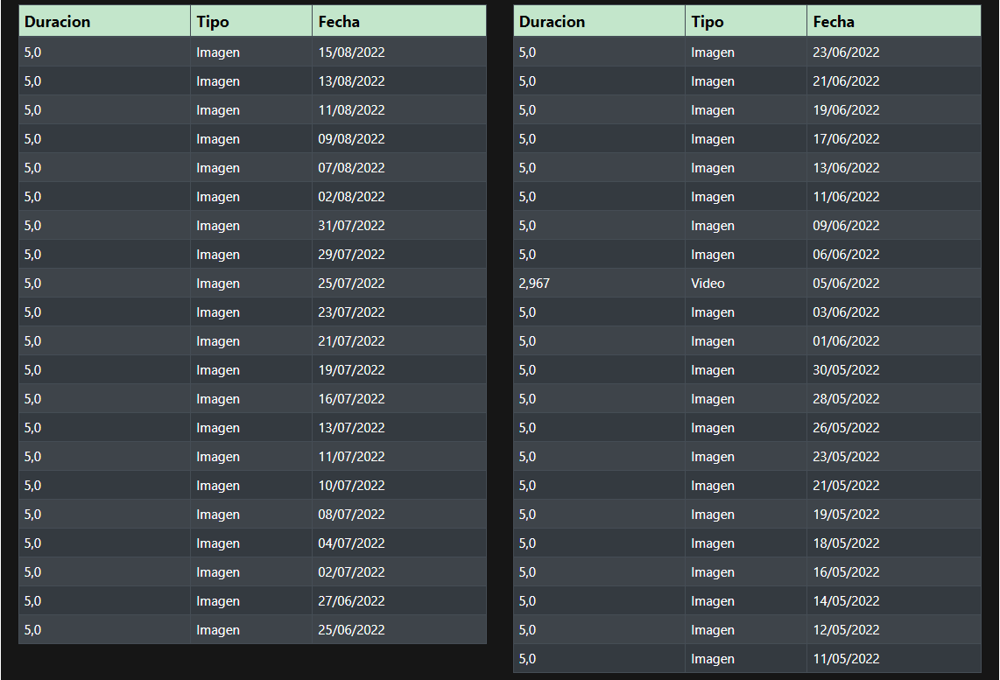 Duracion Tipo Fecha
5,0 Imagen 15/08/2022
5,0 Imagen 13/08/2022
5,0 Imagen 11/08/2022
5,0 Imagen 09/08/2022
5,0 Imagen 07/08/2022
5,0 Imagen 02/08/2022
5,0 Imagen 31/07/2022
5,0 Imagen 29/07/2022
5,0 Imagen 25/07/2022
5,0 Imagen 23/07/2022
5,0 Imagen 21/07/2022
5,0 Imagen 19/07/2022
5,0 Imagen 16/07/2022
5,0 Imagen 13/07/2022
5,0 Imagen 11/07/2022
5,0 Imagen 10/07/2022
5,0 Imagen 08/07/2022
5,0 Imagen 04/07/2022
5,0 Imagen 02/07/2022
5,0 Imagen 27/06/2022
5,0 Imagen 25/06/2022
Duracion Tipo Fecha
5,0 Imagen 23/06/2022
5,0 Imagen 21/06/2022
5,0 Imagen 19/06/2022
5,0 Imagen 17/06/2022
5,0 Imagen 13/06/2022
5,0 Imagen 11/06/2022
5,0 Imagen 09/06/2022
5,0 Imagen 06/06/2022
2,967 Video 05/06/2022
5,0 Imagen 03/06/2022
5,0 Imagen 01/06/2022
5,0 Imagen 30/05/2022
5,0 Imagen 28/05/2022
5,0 Imagen 26/05/2022
5,0 Imagen 23/05/2022
5,0 Imagen 21/05/2022
5,0 Imagen 19/05/2022
5,0 Imagen 18/05/2022
5,0 Imagen 16/05/2022
5,0 Imagen 14/05/2022
5,0 Imagen 12/05/2022
5,0 Imagen 11/05/2022